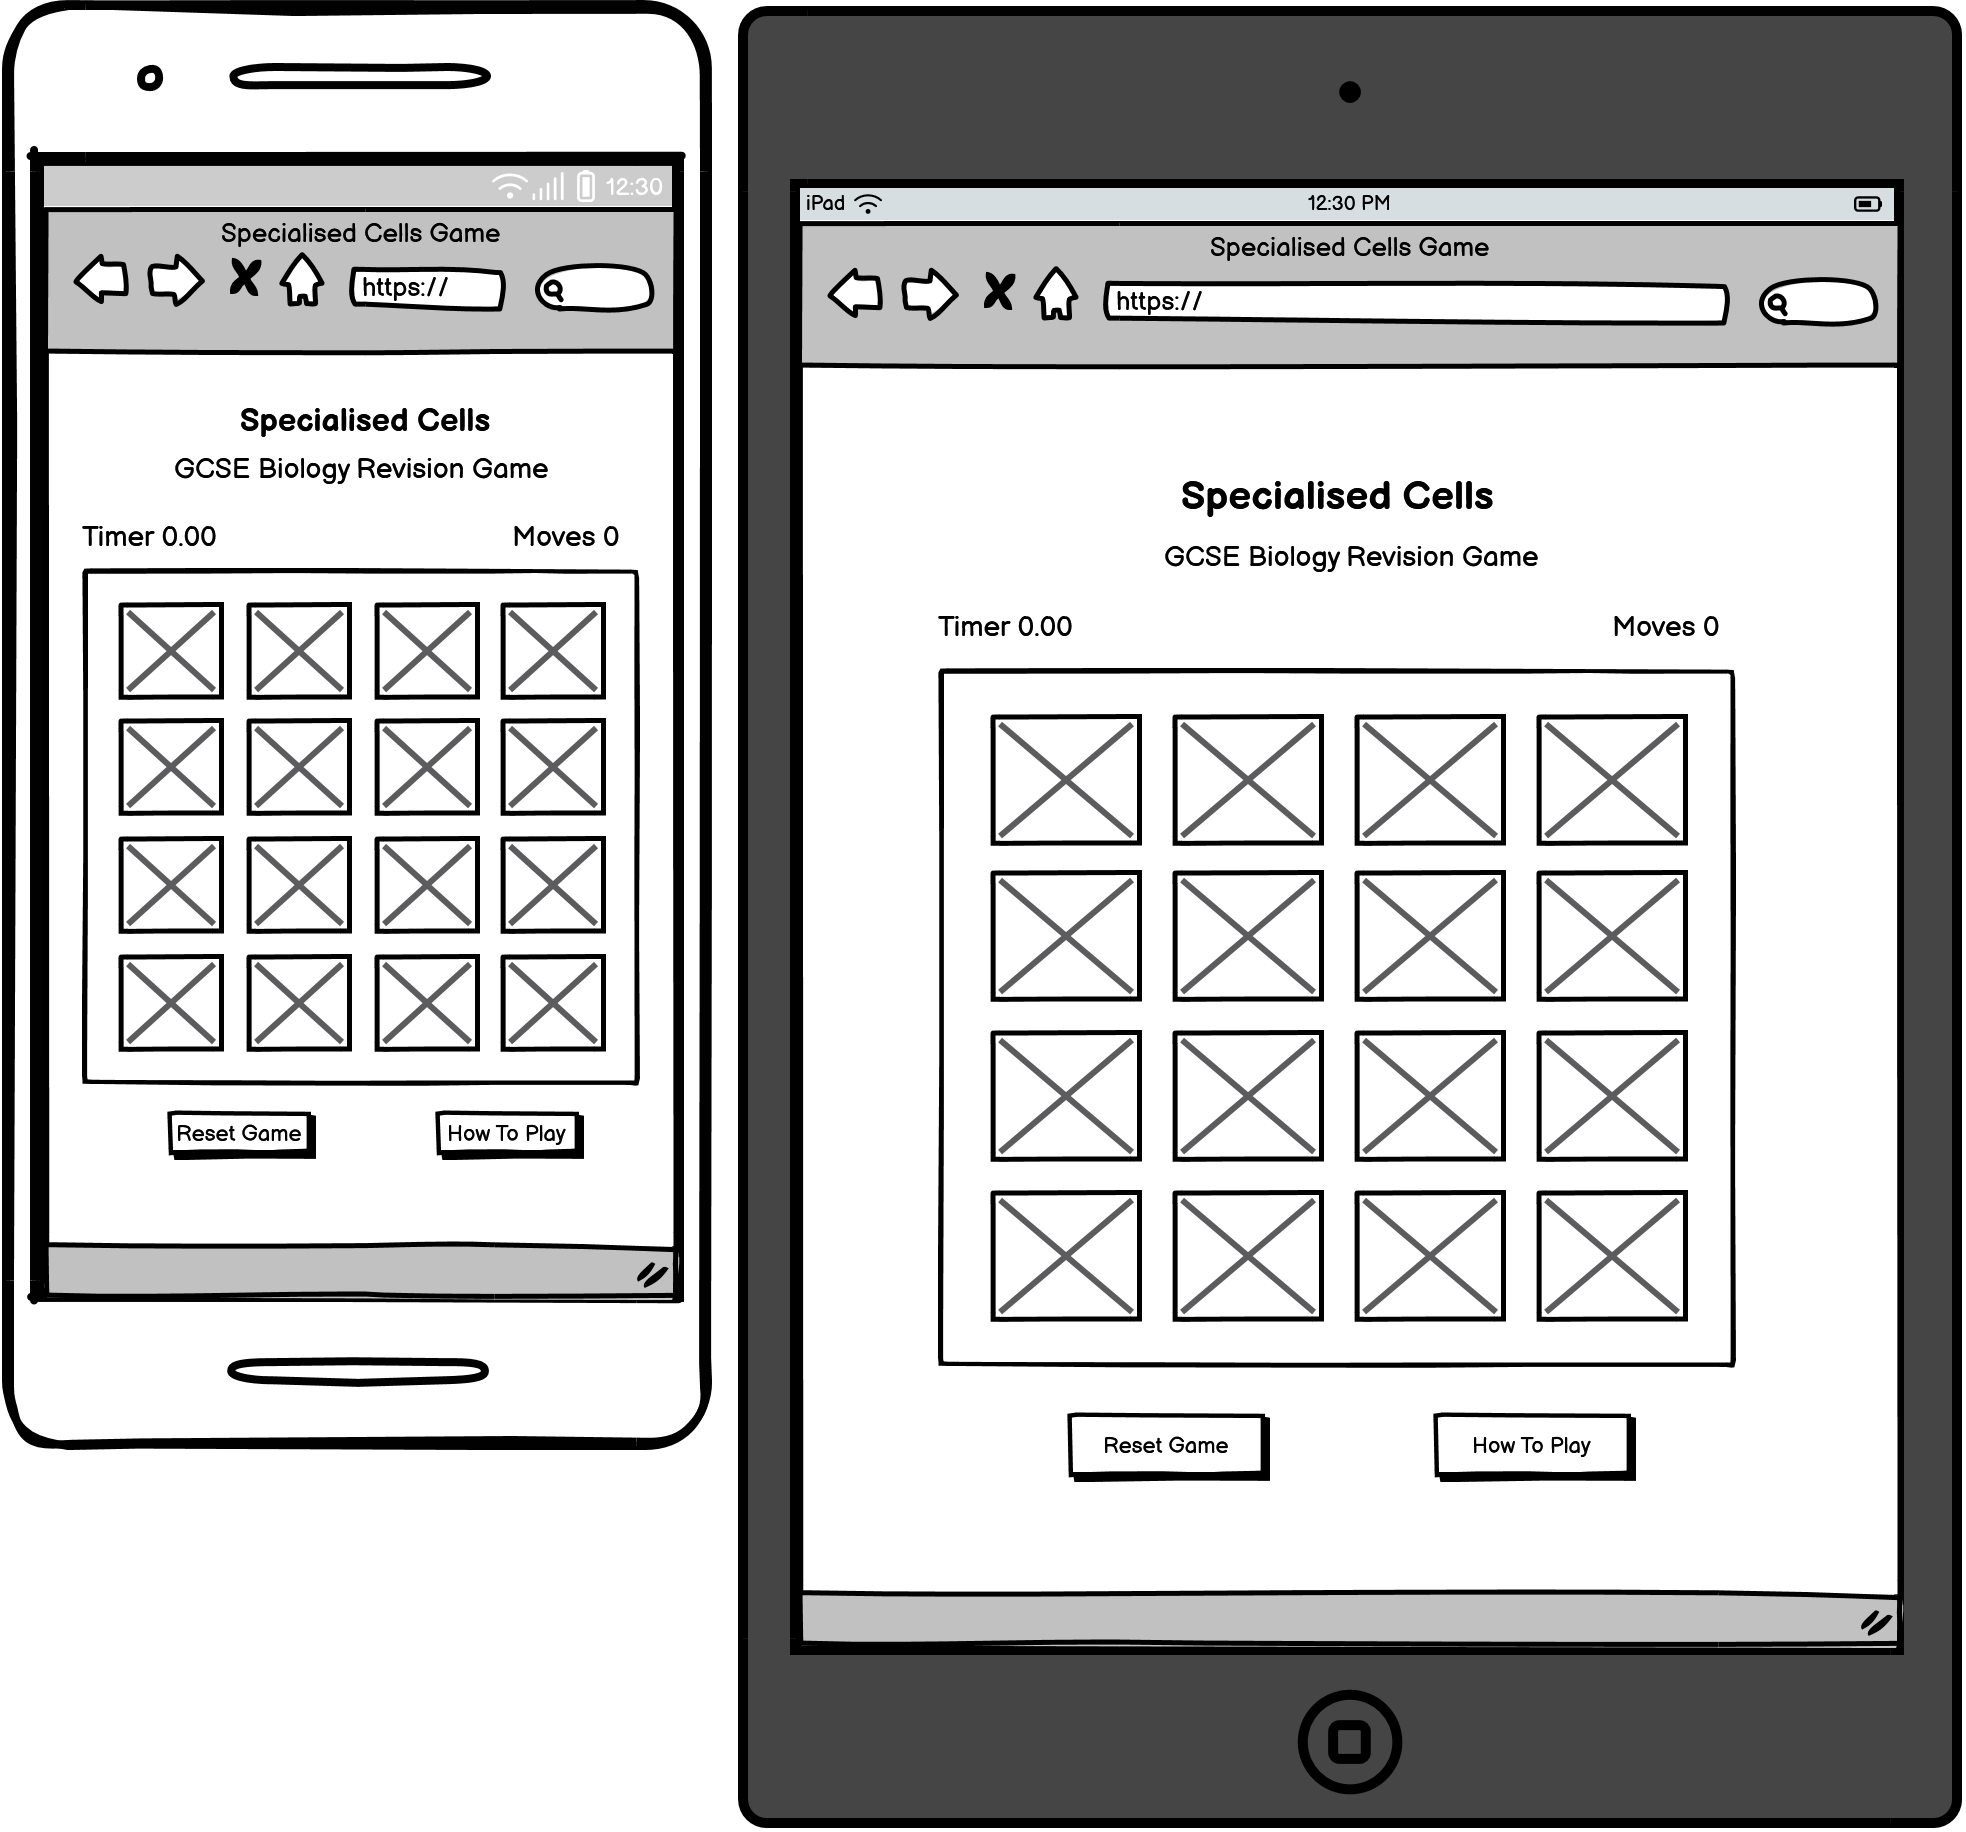 12:30
Specialised Cells Game
https://
Specialised Cells
GCSE Biology Revision Game
Timer 0.00 Moves 0
Reset Game How To Play
iPad 12:30 PM
Specialised Cells Game
https://
Specialised Cells
GCSE Biology Revision Game
Timer 0.00 Moves 0
Reset Game How To Play